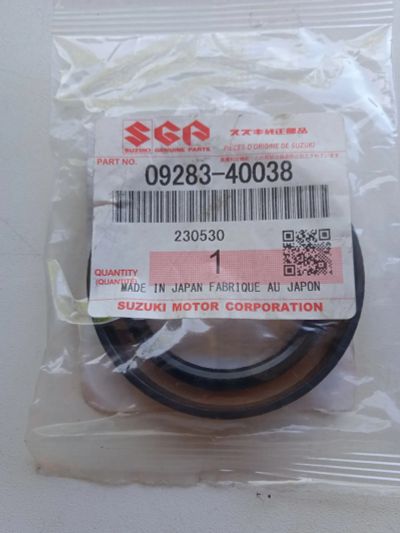 SGP
スズキ純正部品
SUZUKI GENUINE PARTS
PIÈCES D'ORIGINE DE SUZUKI
PART NO.
09283-40038
230530
1
QUANTITY
(QUANTITÉ)
MADE IN JAPAN FABRIQUE AU JAPON
SUZUKI MOTOR CORPORATION